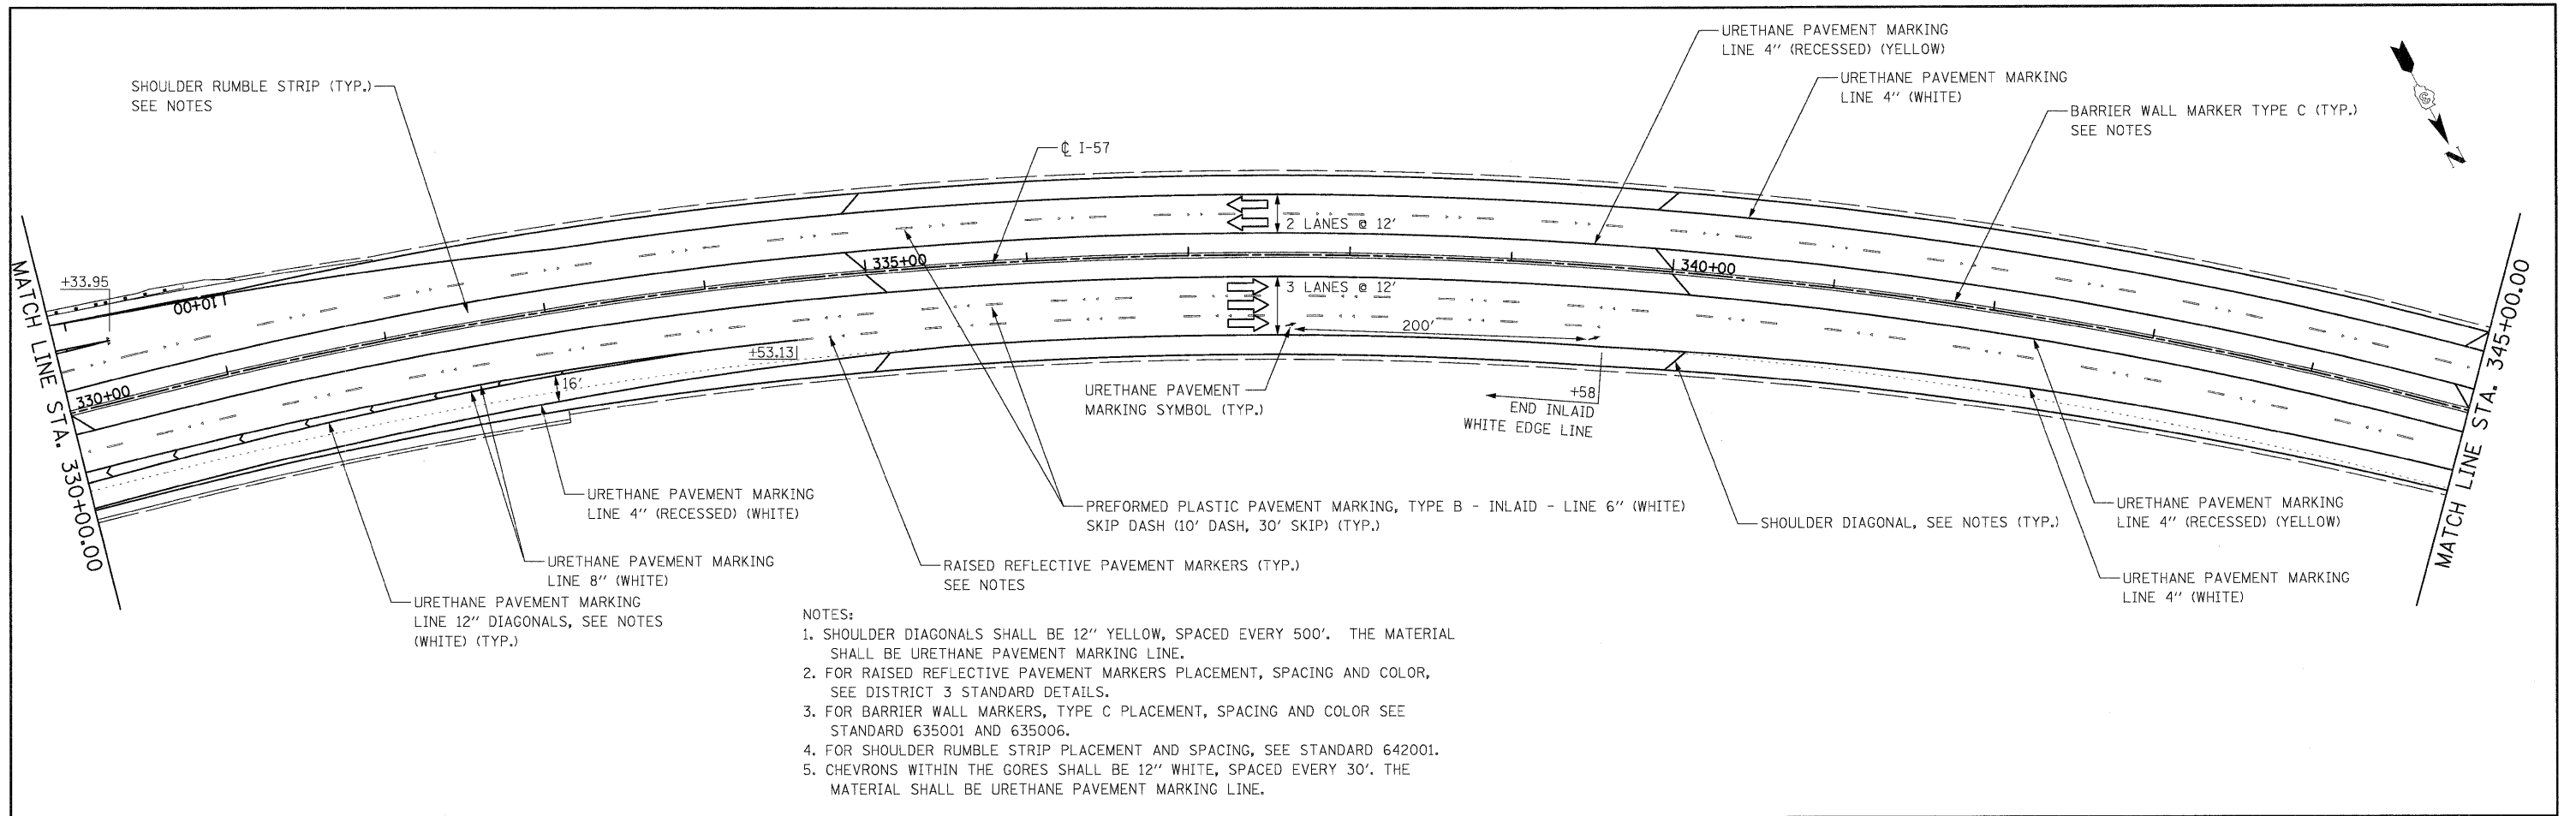 URETHANE PAVEMENT MARKING
LINE 4" (RECESSED) (YELLOW)
SHOULDER RUMBLE STRIP (TYP.)
SEE NOTES
URETHANE PAVEMENT MARKING
LINE 4" (WHITE)
BARRIER WALL MARKER TYPE C (TYP.)
SEE NOTES
N
℄ I-57
2 LANES @ 12'
335+00
340+00
+33.95
10+00
3 LANES @ 12'
200'
+53.13
16'
330+00
MATCH LINE STA. 330+00.00
MATCH LINE STA. 345+00.00
URETHANE PAVEMENT
MARKING SYMBOL (TYP.)
+58
END INLAID
WHITE EDGE LINE
URETHANE PAVEMENT MARKING
LINE 4" (RECESSED) (WHITE)
PREFORMED PLASTIC PAVEMENT MARKING, TYPE B - INLAID - LINE 6" (WHITE)
SKIP DASH (10' DASH, 30' SKIP) (TYP.)
SHOULDER DIAGONAL, SEE NOTES (TYP.)
URETHANE PAVEMENT MARKING
LINE 4" (RECESSED) (YELLOW)
URETHANE PAVEMENT MARKING
LINE 8" (WHITE)
RAISED REFLECTIVE PAVEMENT MARKERS (TYP.)
SEE NOTES
URETHANE PAVEMENT MARKING
LINE 4" (WHITE)
URETHANE PAVEMENT MARKING
LINE 12" DIAGONALS, SEE NOTES
(WHITE) (TYP.)
NOTES:
1. SHOULDER DIAGONALS SHALL BE 12" YELLOW, SPACED EVERY 500'. THE MATERIAL
SHALL BE URETHANE PAVEMENT MARKING LINE.
2. FOR RAISED REFLECTIVE PAVEMENT MARKERS PLACEMENT, SPACING AND COLOR,
SEE DISTRICT 3 STANDARD DETAILS.
3. FOR BARRIER WALL MARKERS, TYPE C PLACEMENT, SPACING AND COLOR SEE
STANDARD 635001 AND 635006.
4. FOR SHOULDER RUMBLE STRIP PLACEMENT AND SPACING, SEE STANDARD 642001.
5. CHEVRONS WITHIN THE GORES SHALL BE 12" WHITE, SPACED EVERY 30'. THE
MATERIAL SHALL BE URETHANE PAVEMENT MARKING LINE.